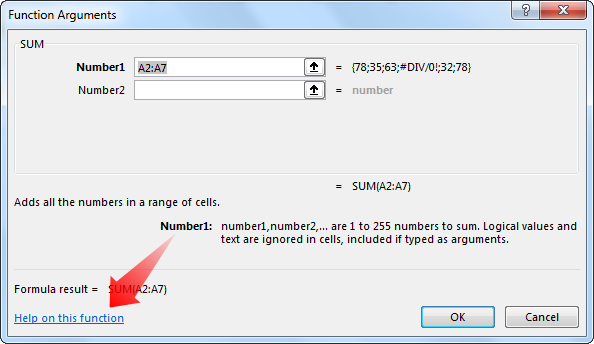 Function Arguments
SUM
Number1 A2:A7 = {78;35;63;#DIV/0!;32;78}
Number2 = number
= SUM(A2:A7)
Adds all the numbers in a range of cells.
Number1: number1,number2,... are 1 to 255 numbers to sum. Logical values and
text are ignored in cells, included if typed as arguments.
Formula result = SUM(A2:A7)
Help on this function
OK Cancel